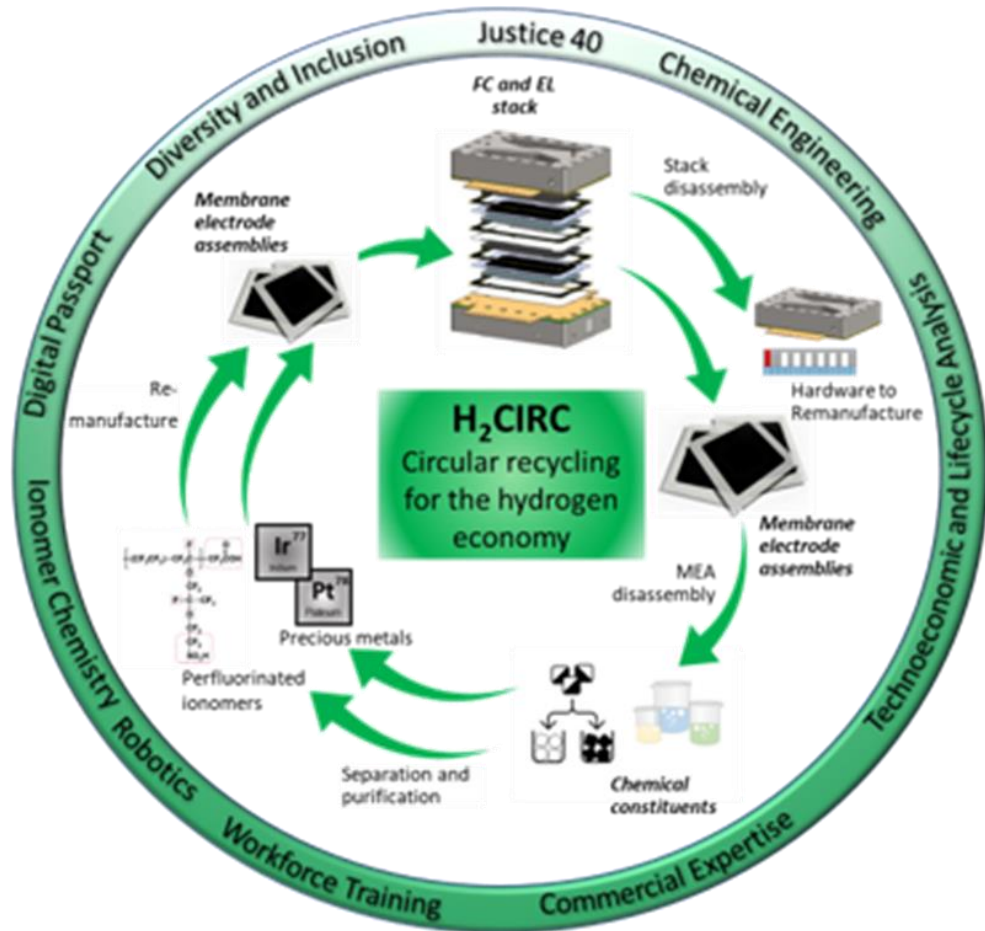 Justice 40
Diversity and Inclusion
Chemical Engineering
FC and EL
stack
Stack
disassembly
Membrane
electrode
assemblies
Digital Passport
Technoeconomic and Lifecycle Analysis
Re-
manufacture
H₂CIRC
Circular recycling
for the hydrogen
economy
Hardware to
Remanufacture
Ir 77
Iridium
Pt 78
Platinum
Precious metals
Membrane
electrode
assemblies
MEA
disassembly
Perfluorinated
ionomers
Ionomer Chemistry
Separation and
purification
Chemical
constituents
Robotics
Workforce Training
Commercial Expertise